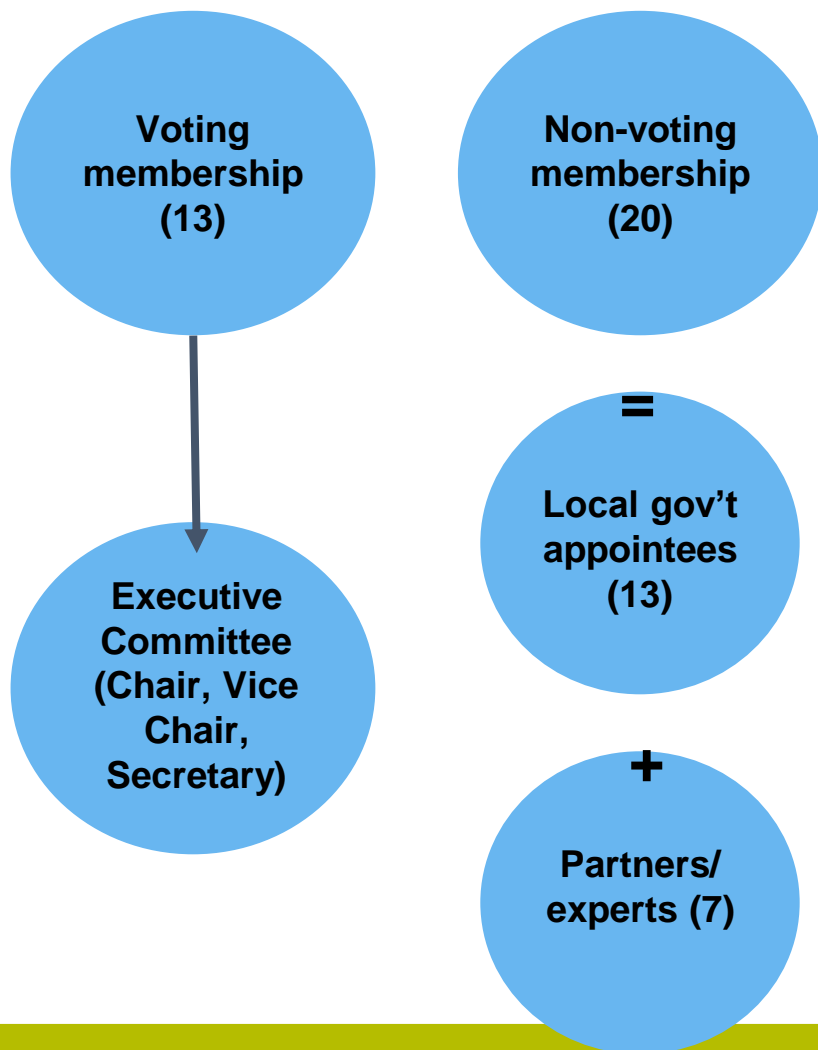 Voting
membership
(13)
Executive
Committee
(Chair, Vice
Chair,
Secretary)
Non-voting
membership
(20)
=
Local gov’t
appointees
(13)
+
Partners/
experts (7)